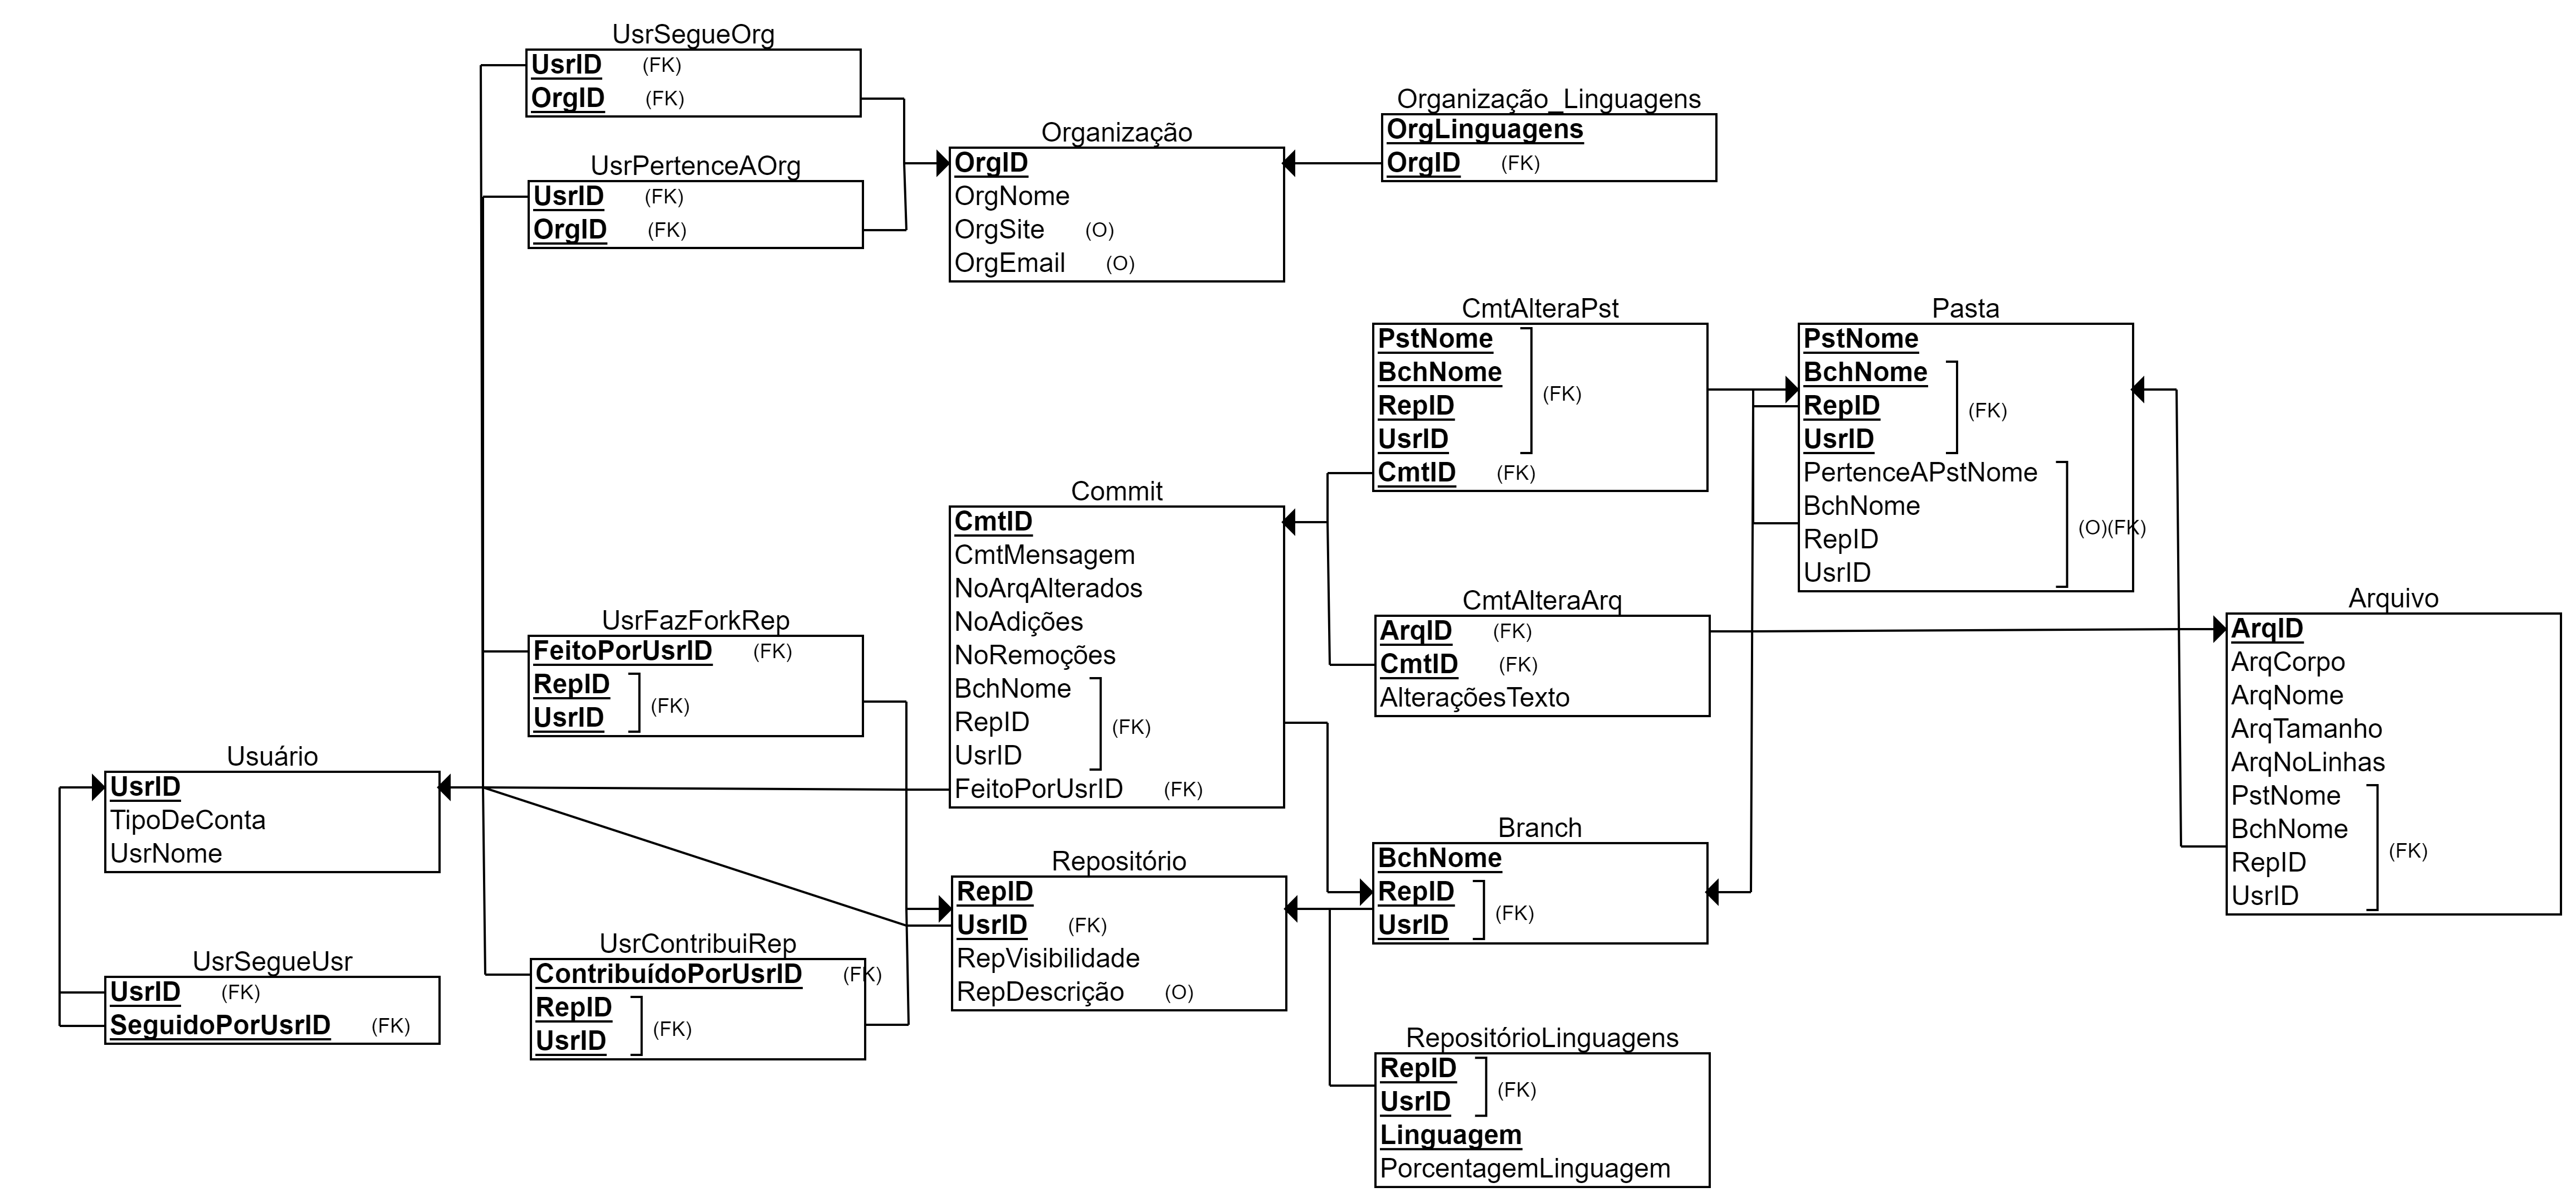 UsrSegueOrg
UsrID (FK)
OrgID (FK)
UsrPertenceAOrg
UsrID (FK)
OrgID (FK)
Organização
OrgID
OrgNome
OrgSite (O)
OrgEmail (O)
Organização_Linguagens
OrgLinguagens
OrgID (FK)
CmtAlteraPst
PstNome
BchNome
RepID
UsrID
(FK)
CmtID (FK)
Pasta
PstNome
BchNome
RepID
UsrID
(FK)
PertenceAPstNome
BchNome
RepID
UsrID
(O)(FK)
Commit
CmtID
CmtMensagem
NoArqAlterados
NoAdições
NoRemoções
BchNome
RepID
UsrID
(FK)
FeitoPorUsrID (FK)
CmtAlteraArq
ArqID (FK)
CmtID (FK)
AlteraçõesTexto
Arquivo
ArqID
ArqCorpo
ArqNome
ArqTamanho
ArqNoLinhas
PstNome
BchNome
RepID
UsrID
(FK)
UsrFazForkRep
FeitoPorUsrID (FK)
RepID
UsrID
(FK)
Usuário
UsrID
TipoDeConta
UsrNome
UsrSegueUsr
UsrID (FK)
SeguidoPorUsrID (FK)
UsrContribuiRep
ContribuídoPorUsrID (FK)
RepID
UsrID
(FK)
Repositório
RepID
UsrID (FK)
RepVisibilidade
RepDescrição (O)
Branch
BchNome
RepID
UsrID
(FK)
RepositórioLinguagens
RepID
UsrID
(FK)
Linguagem
PorcentagemLinguagem